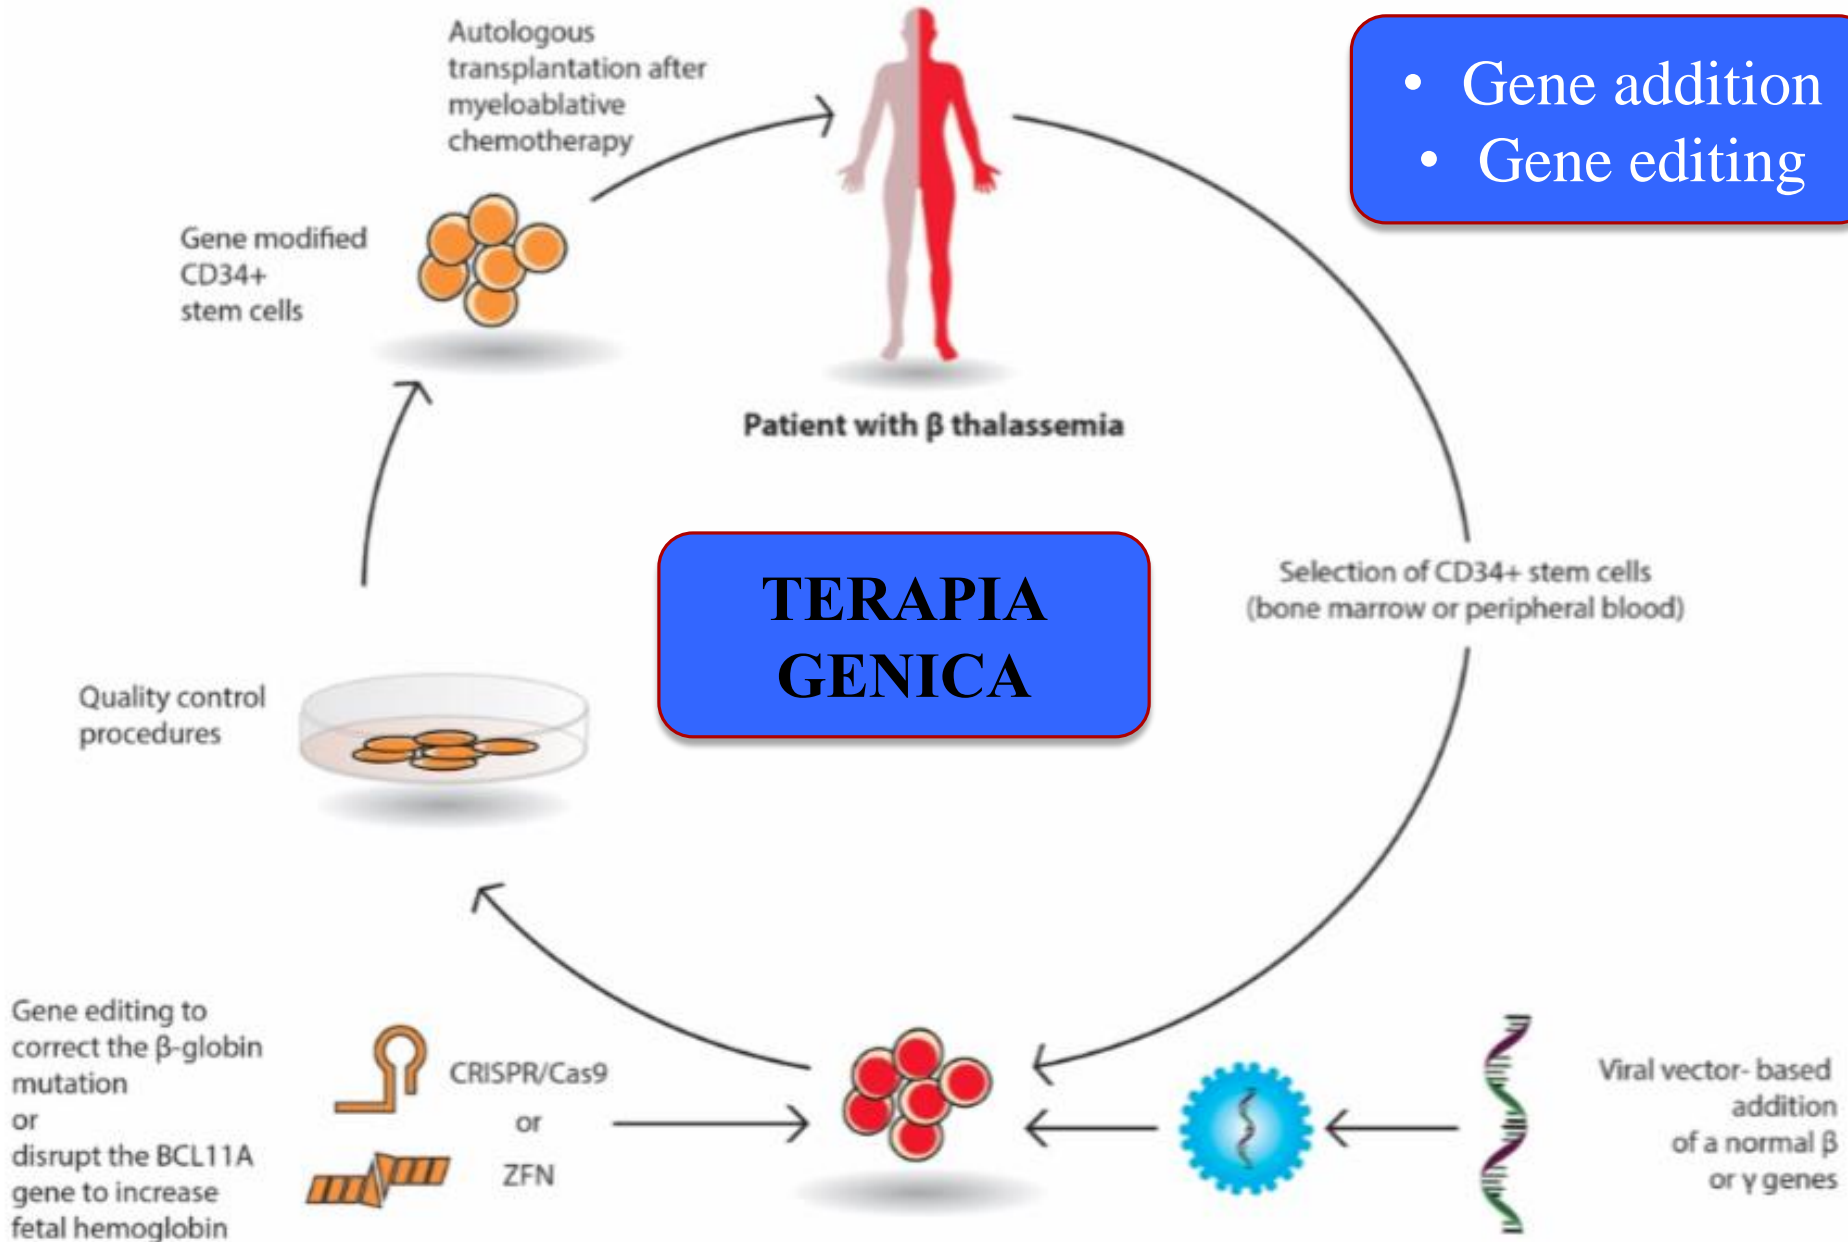 Autologous
transplantation after
myeloablative
chemotherapy
• Gene addition
• Gene editing
Gene modified
CD34+
stem cells
Patient with β thalassemia
TERAPIA
GENICA
Selection of CD34+ stem cells
(bone marrow or peripheral blood)
Quality control
procedures
Gene editing to
correct the β-globin
mutation
or
disrupt the BCL11A
gene to increase
fetal hemoglobin
CRISPR/Cas9
or
ZFN
Viral vector- based
addition
of a normal β
or γ genes